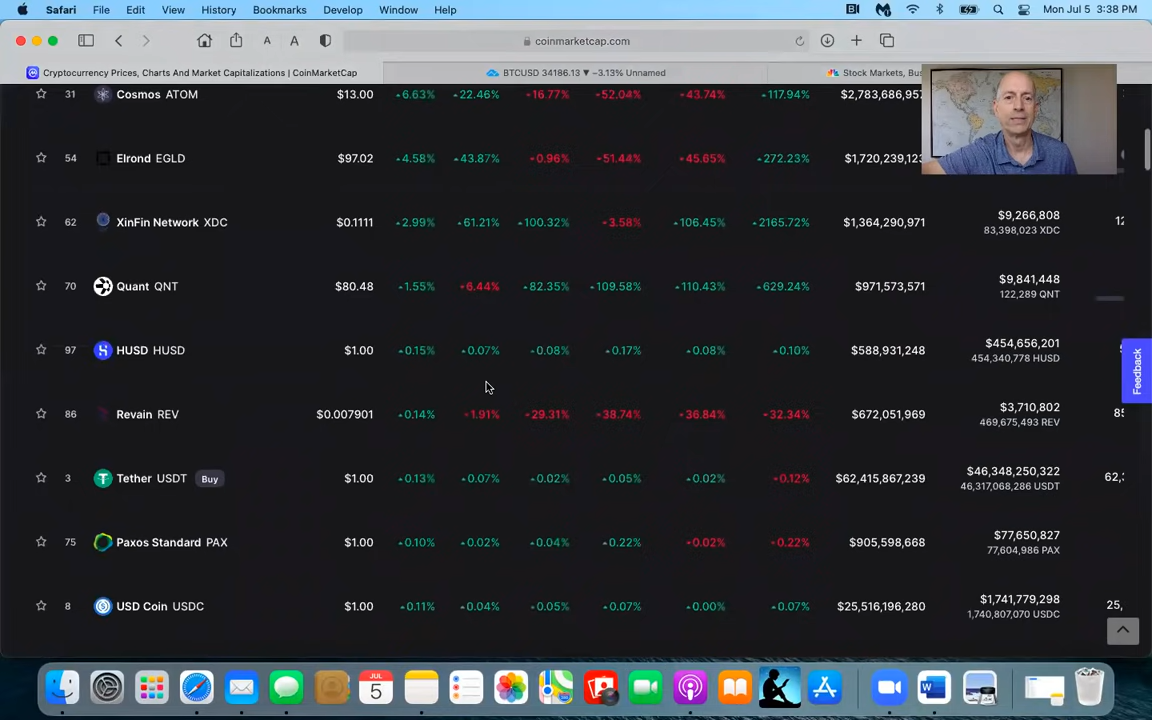 Safari File Edit View History Bookmarks Develop Window Help Mon Jul 5 3:38 PM
A A coinmarketcap.com
Cryptocurrency Prices, Charts And Market Capitalizations | CoinMarketCap BTCUSD 34186.13 ▼ −3.13% Unnamed Stock Markets, Bus
31 Cosmos ATOM $13.00 6.63% 22.46% 16.77% 52.04% 43.74% 117.94% $2,783,686,957
54 Elrond EGLD $97.02 4.58% 43.87% 0.96% 51.44% 45.65% 272.23% $1,720,239,123
62 XinFin Network XDC $0.1111 2.99% 61.21% 100.32% 3.58% 106.45% 2165.72% $1,364,290,971 $9,266,808 12
83,398,023 XDC
70 Quant QNT $80.48 1.55% 6.44% 82.35% 109.58% 110.43% 629.24% $971,573,571 $9,841,448
122,289 QNT
97 HUSD HUSD $1.00 0.15% 0.07% 0.08% 0.17% 0.08% 0.10% $588,931,248 $454,656,201
454,340,778 HUSD
Feedback
86 Revain REV $0.007901 0.14% 1.91% 29.31% 38.74% 36.84% 32.34% $672,051,969 $3,710,802 85
469,675,493 REV
3 Tether USDT Buy $1.00 0.13% 0.07% 0.02% 0.05% 0.02% 0.12% $62,415,867,239 $46,348,250,322 62,
46,317,068,286 USDT
75 Paxos Standard PAX $1.00 0.10% 0.02% 0.04% 0.22% 0.02% 0.22% $905,598,668 $77,650,827
77,604,986 PAX
8 USD Coin USDC $1.00 0.11% 0.04% 0.05% 0.07% 0.00% 0.07% $25,516,196,280 $1,741,779,298 25,
1,740,807,070 USDC
JUL
5